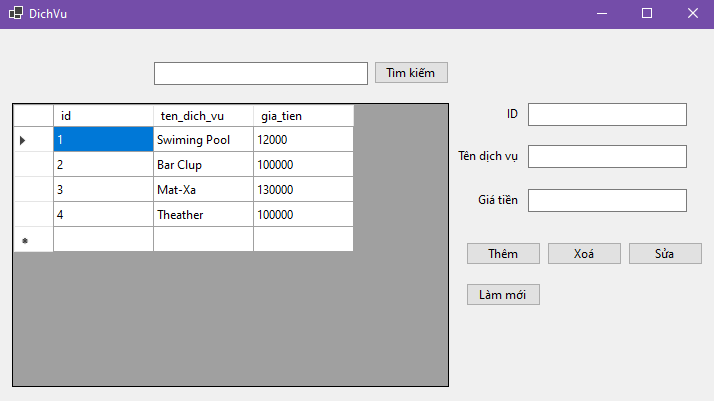 DichVu
Tìm kiếm
id ten_dich_vu gia_tien
1 Swiming Pool 12000
2 Bar Clup 100000
3 Mat-Xa 130000
4 Theather 100000
ID
Tên dịch vụ
Giá tiền
Thêm Xoá Sửa
Làm mới